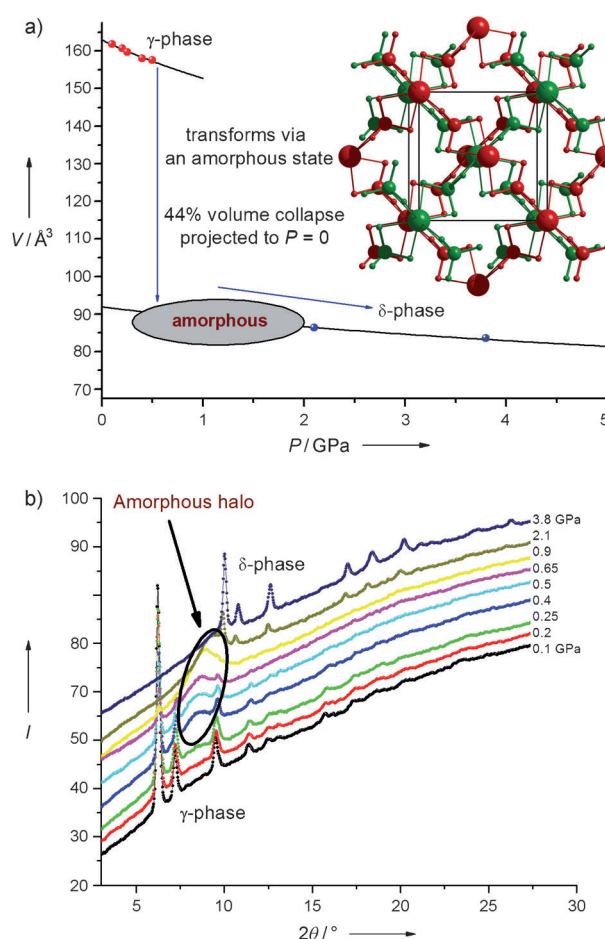 a)
γ-phase
transforms via
an amorphous state
44% volume collapse
projected to P = 0
δ-phase
amorphous
V / Å³
160
150
140
130
120
110
100
90
80
70
0
1
2
3
4
5
P / GPa
b)
Amorphous halo
δ-phase
γ-phase
3.8 GPa
2.1
0.9
0.65
0.5
0.4
0.25
0.2
0.1 GPa
I
100
90
80
70
50
40
30
20
5
10
15
20
25
30
2θ / °